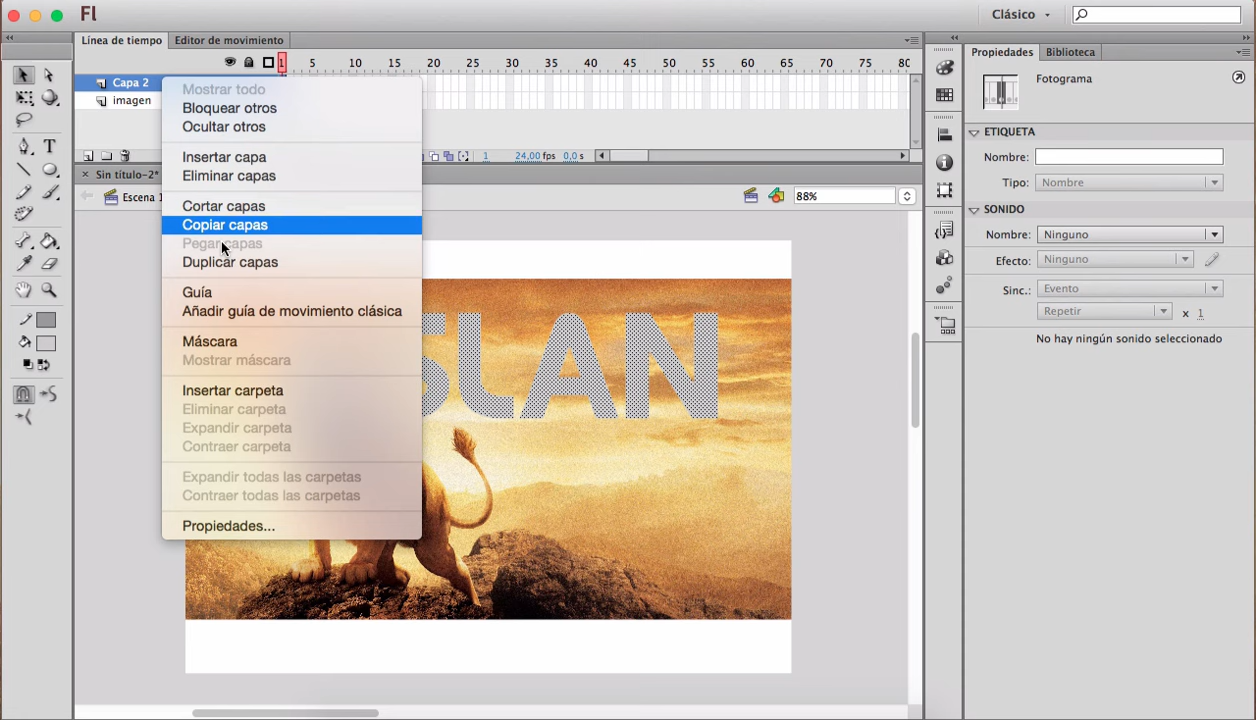 Fl
Clásico
Línea de tiempo
Editor de movimiento
1 5 10 15 20 25 30 35 40 45 50 55 60 65 70 75 80
Capa 2
imagen
1 24,00 fps 0,0 s
Sin título-2*
Escena 1
88%
Mostrar todo
Bloquear otros
Ocultar otros
Insertar capa
Eliminar capas
Cortar capas
Copiar capas
Pegar capas
Duplicar capas
Guía
Añadir guía de movimiento clásica
Máscara
Mostrar máscara
Insertar carpeta
Eliminar carpeta
Expandir carpeta
Contraer carpeta
Expandir todas las carpetas
Contraer todas las carpetas
Propiedades...
SLAN
Propiedades
Biblioteca
Fotograma
ETIQUETA
Nombre:
Tipo: Nombre
SONIDO
Nombre: Ninguno
Efecto: Ninguno
Sinc.: Evento
Repetir x 1
No hay ningún sonido seleccionado